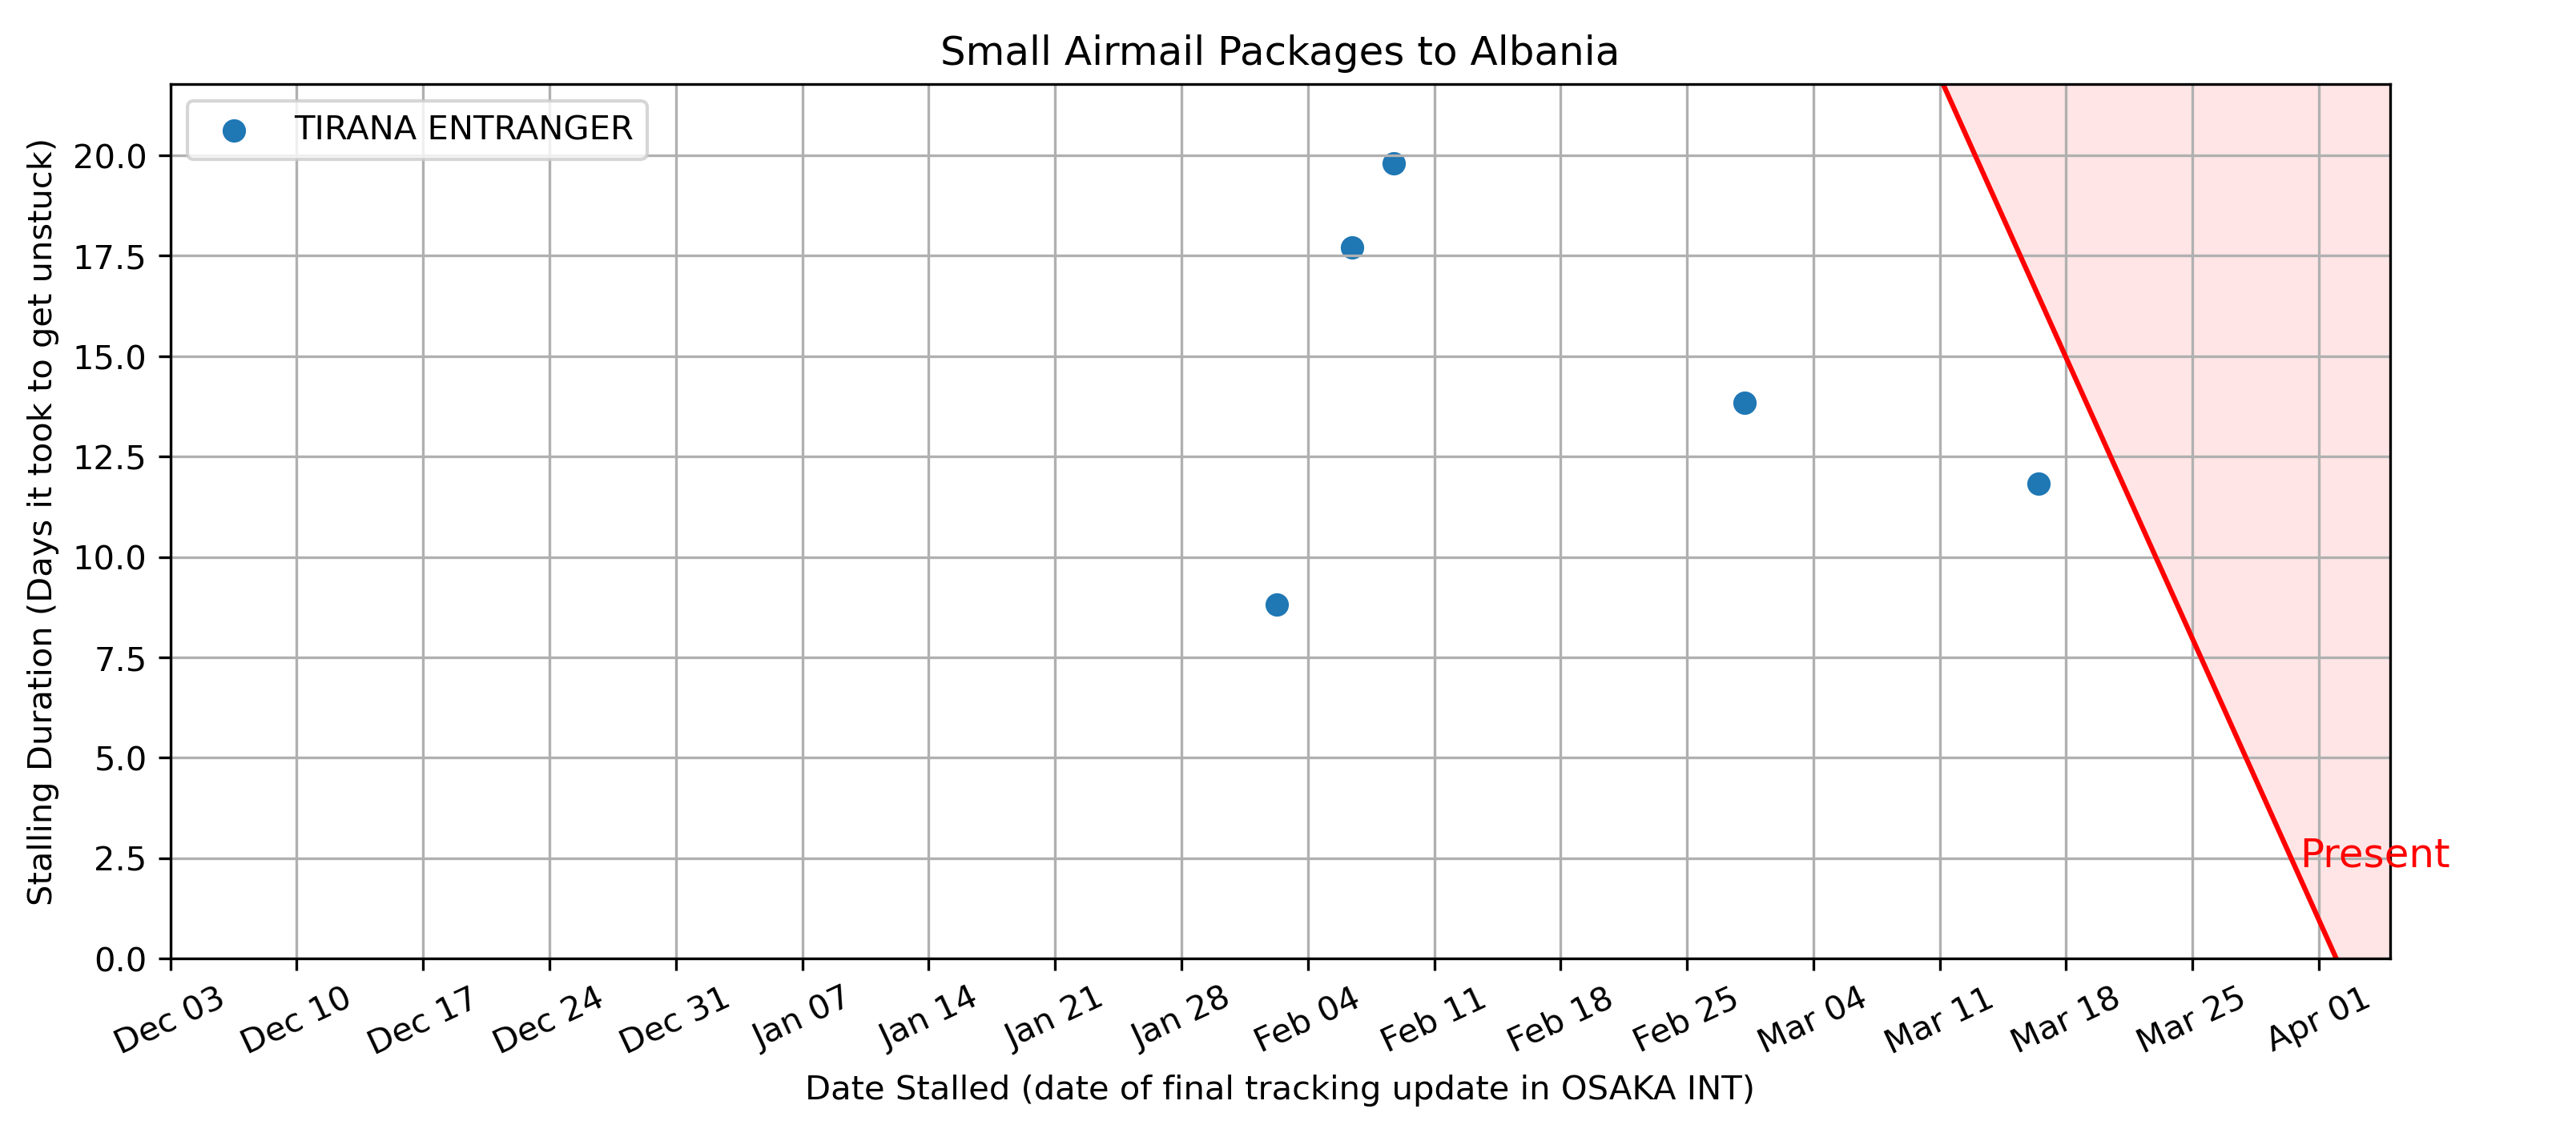 Small Airmail Packages to Albania
TIRANA ENTRANGER
Stalling Duration (Days it took to get unstuck)
20.0
17.5
15.0
12.5
10.0
7.5
5.0
2.5
0.0
Present
Dec 03
Dec 10
Dec 17
Dec 24
Dec 31
Jan 07
Jan 14
Jan 21
Jan 28
Feb 04
Feb 11
Feb 18
Feb 25
Mar 04
Mar 11
Mar 18
Mar 25
Apr 01
Date Stalled (date of final tracking update in OSAKA INT)